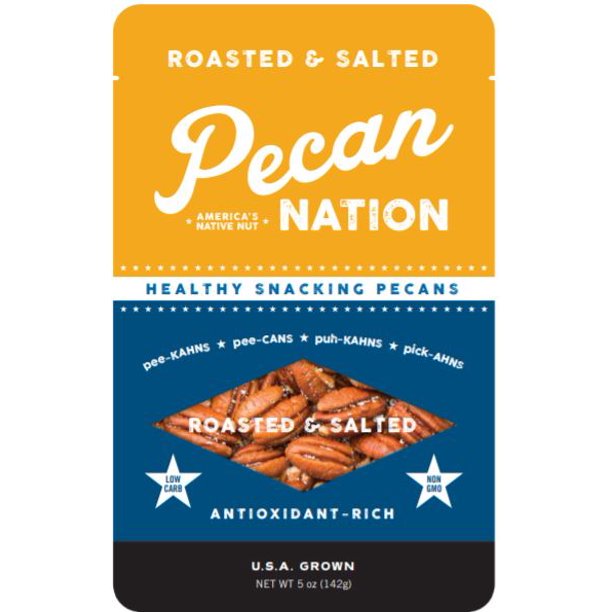 ROASTED & SALTED
Pecan
★ AMERICA'S NATIVE NUT ★
NATION
HEALTHY SNACKING PECANS
pee-KAHNS ★ pee-CANS ★ puh-KAHNS ★ pick-AHNS
ROASTED & SALTED
LOW CARB
NON GMO
ANTIOXIDANT-RICH
U.S.A. GROWN
NET WT 5 oz (142g)